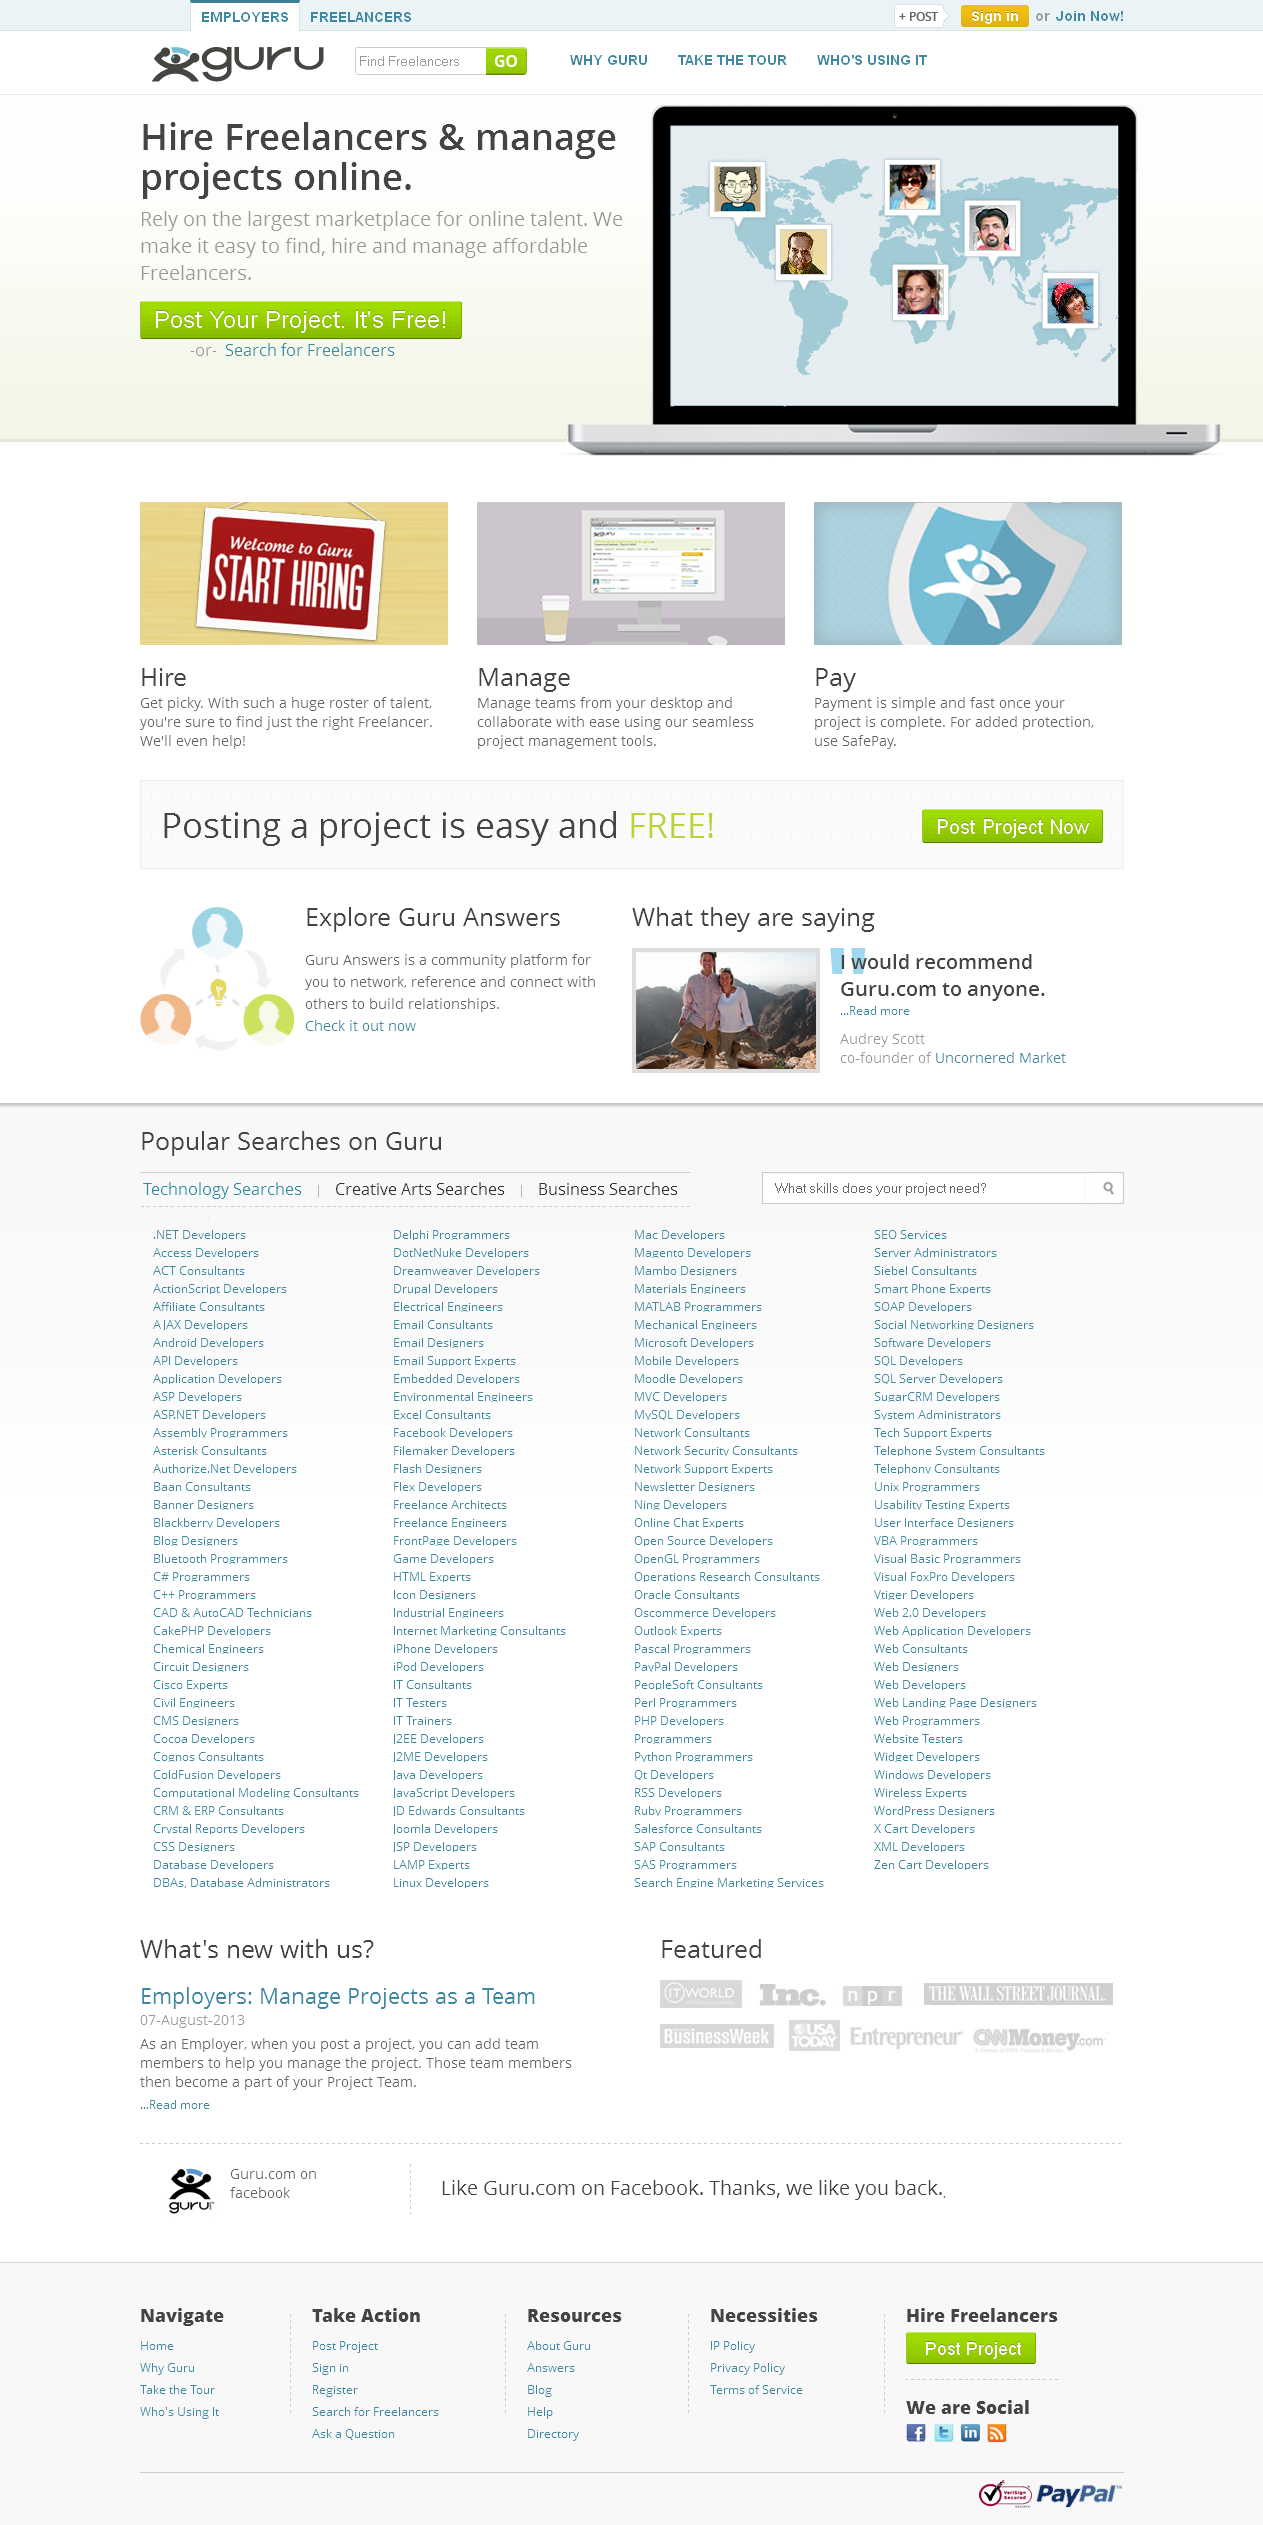 EMPLOYERS FREELANCERS + POST Sign in or Join Now!
guru Find Freelancers GO WHY GURU TAKE THE TOUR WHO'S USING IT
Hire Freelancers & manage
projects online.
Rely on the largest marketplace for online talent. We
make it easy to find, hire and manage affordable
Freelancers.
Post Your Project. It's Free!
-or- Search for Freelancers
Welcome to Guru
START HIRING
guru
Hire
Get picky. With such a huge roster of talent,
you're sure to find just the right Freelancer.
We'll even help!
Manage
Manage teams from your desktop and
collaborate with ease using our seamless
project management tools.
Pay
Payment is simple and fast once your
project is complete. For added protection,
use SafePay.
Posting a project is easy and FREE! Post Project Now
Explore Guru Answers
Guru Answers is a community platform for
you to network, reference and connect with
others to build relationships.
Check it out now
What they are saying
"I would recommend
Guru.com to anyone.
...Read more
Audrey Scott
co-founder of Uncornered Market
Popular Searches on Guru
Technology Searches | Creative Arts Searches | Business Searches What skills does your project need?
.NET Developers
Access Developers
ACT Consultants
ActionScript Developers
Affiliate Consultants
AJAX Developers
Android Developers
API Developers
Application Developers
ASP Developers
ASP.NET Developers
Assembly Programmers
Asterisk Consultants
Authorize.Net Developers
Baan Consultants
Banner Designers
Blackberry Developers
Blog Designers
Bluetooth Programmers
C# Programmers
C++ Programmers
CAD & AutoCAD Technicians
CakePHP Developers
Chemical Engineers
Circuit Designers
Cisco Experts
Civil Engineers
CMS Designers
Cocoa Developers
Cognos Consultants
ColdFusion Developers
Computational Modeling Consultants
CRM & ERP Consultants
Crystal Reports Developers
CSS Designers
Database Developers
DBAs, Database Administrators
Delphi Programmers
DotNetNuke Developers
Dreamweaver Developers
Drupal Developers
Electrical Engineers
Email Consultants
Email Designers
Email Support Experts
Embedded Developers
Environmental Engineers
Excel Consultants
Facebook Developers
Filemaker Developers
Flash Designers
Flex Developers
Freelance Architects
Freelance Engineers
FrontPage Developers
Game Developers
HTML Experts
Icon Designers
Industrial Engineers
Internet Marketing Consultants
iPhone Developers
iPod Developers
IT Consultants
IT Testers
IT Trainers
J2EE Developers
J2ME Developers
Java Developers
JavaScript Developers
JD Edwards Consultants
Joomla Developers
JSP Developers
LAMP Experts
Linux Developers
Mac Developers
Magento Developers
Mambo Designers
Materials Engineers
MATLAB Programmers
Mechanical Engineers
Microsoft Developers
Mobile Developers
Moodle Developers
MVC Developers
MySQL Developers
Network Consultants
Network Security Consultants
Network Support Experts
Newsletter Designers
Ning Developers
Online Chat Experts
Open Source Developers
OpenGL Programmers
Operations Research Consultants
Oracle Consultants
Oscommerce Developers
Outlook Experts
Pascal Programmers
PayPal Developers
PeopleSoft Consultants
Perl Programmers
PHP Developers
Programmers
Python Programmers
Qt Developers
RSS Developers
Ruby Programmers
Salesforce Consultants
SAP Consultants
SAS Programmers
Search Engine Marketing Services
SEO Services
Server Administrators
Siebel Consultants
Smart Phone Experts
SOAP Developers
Social Networking Designers
Software Developers
SQL Developers
SQL Server Developers
SugarCRM Developers
System Administrators
Tech Support Experts
Telephone System Consultants
Telephony Consultants
Unix Programmers
Usability Testing Experts
User Interface Designers
VBA Programmers
Visual Basic Programmers
Visual FoxPro Developers
Vtiger Developers
Web 2.0 Developers
Web Application Developers
Web Consultants
Web Designers
Web Developers
Web Landing Page Designers
Web Programmers
Website Testers
Widget Developers
Windows Developers
Wireless Experts
WordPress Designers
X Cart Developers
XML Developers
Zen Cart Developers
What's new with us?
Employers: Manage Projects as a Team
07-August-2013
As an Employer, when you post a project, you can add team
members to help you manage the project. Those team members
then become a part of your Project Team.
...Read more
Featured
ITWORLD Inc. npr THE WALL STREET JOURNAL.
BusinessWeek USA TODAY Entrepreneur CNNMoney.com
guru
Guru.com on
facebook
Like Guru.com on Facebook. Thanks, we like you back..
Navigate
Home
Why Guru
Take the Tour
Who's Using It
Take Action
Post Project
Sign in
Register
Search for Freelancers
Ask a Question
Resources
About Guru
Answers
Blog
Help
Directory
Necessities
IP Policy
Privacy Policy
Terms of Service
Hire Freelancers
Post Project
We are Social
VeriSign Secured PayPal